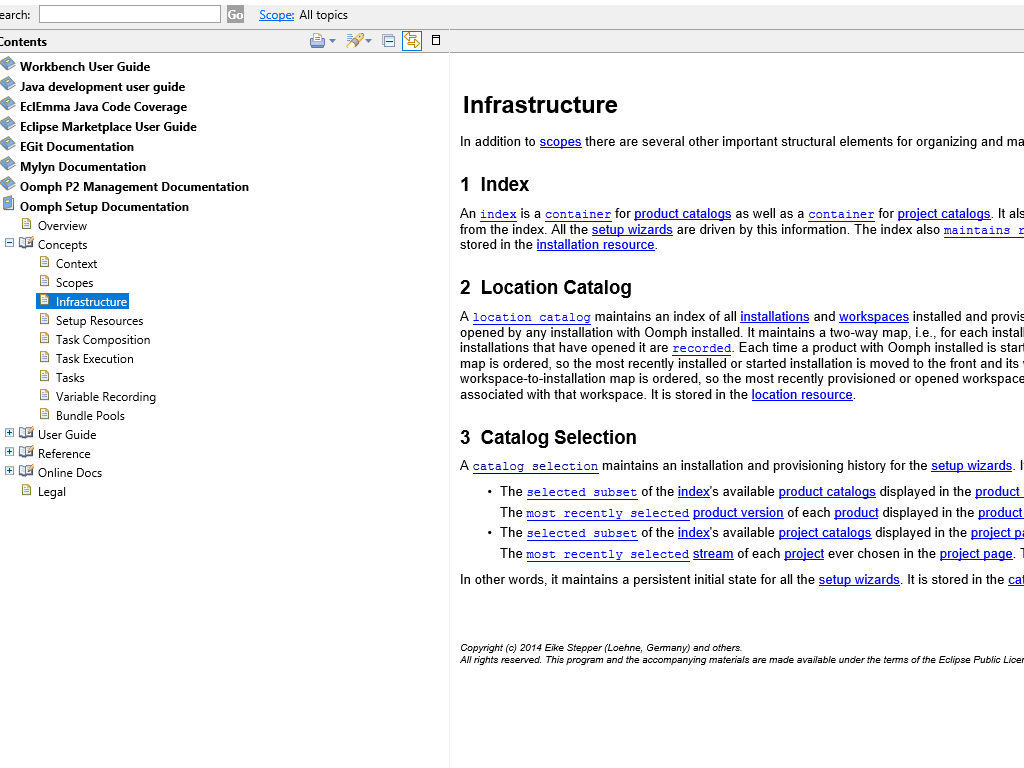 earch:
Go
Scope: All topics
Contents
Workbench User Guide
Java development user guide
EclEmma Java Code Coverage
Eclipse Marketplace User Guide
EGit Documentation
Mylyn Documentation
Oomph P2 Management Documentation
Oomph Setup Documentation
Overview
Concepts
Context
Scopes
Infrastructure
Setup Resources
Task Composition
Task Execution
Tasks
Variable Recording
Bundle Pools
User Guide
Reference
Online Docs
Legal
Infrastructure
In addition to scopes there are several other important structural elements for organizing and ma
1 Index
An index is a container for product catalogs as well as a container for project catalogs. It als
from the index. All the setup wizards are driven by this information. The index also maintains r
stored in the installation resource.
2 Location Catalog
A location catalog maintains an index of all installations and workspaces installed and provis
opened by any installation with Oomph installed. It maintains a two-way map, i.e., for each instal
installations that have opened it are recorded. Each time a product with Oomph installed is start
map is ordered, so the most recently installed or started installation is moved to the front and its
workspace-to-installation map is ordered, so the most recently provisioned or opened workspace
associated with that workspace. It is stored in the location resource.
3 Catalog Selection
A catalog selection maintains an installation and provisioning history for the setup wizards. I
• The selected subset of the index's available product catalogs displayed in the product
The most recently selected product version of each product displayed in the product
• The selected subset of the index's available project catalogs displayed in the project pa
The most recently selected stream of each project ever chosen in the project page. T
In other words, it maintains a persistent initial state for all the setup wizards. It is stored in the cat
Copyright (c) 2014 Eike Stepper (Loehne, Germany) and others.
All rights reserved. This program and the accompanying materials are made available under the terms of the Eclipse Public Licen